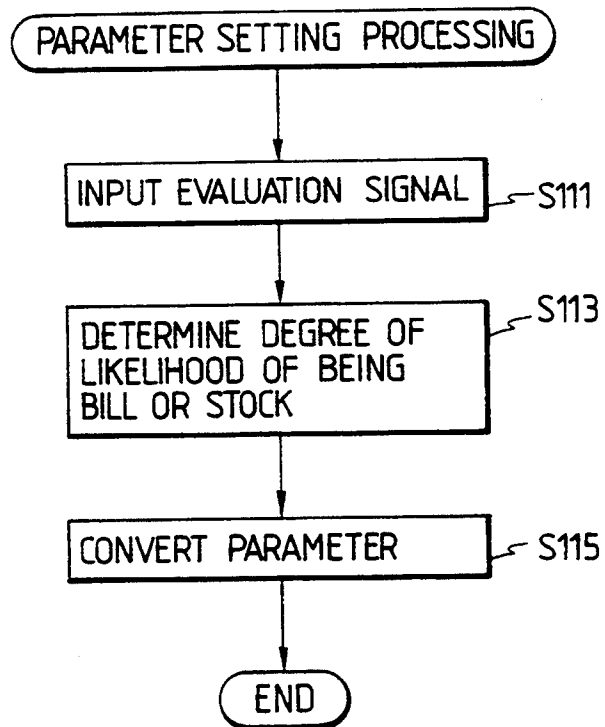 PARAMETER SETTING PROCESSING
INPUT EVALUATION SIGNAL
S111
DETERMINE DEGREE OF
LIKELIHOOD OF BEING
BILL OR STOCK
S113
CONVERT PARAMETER
S115
END